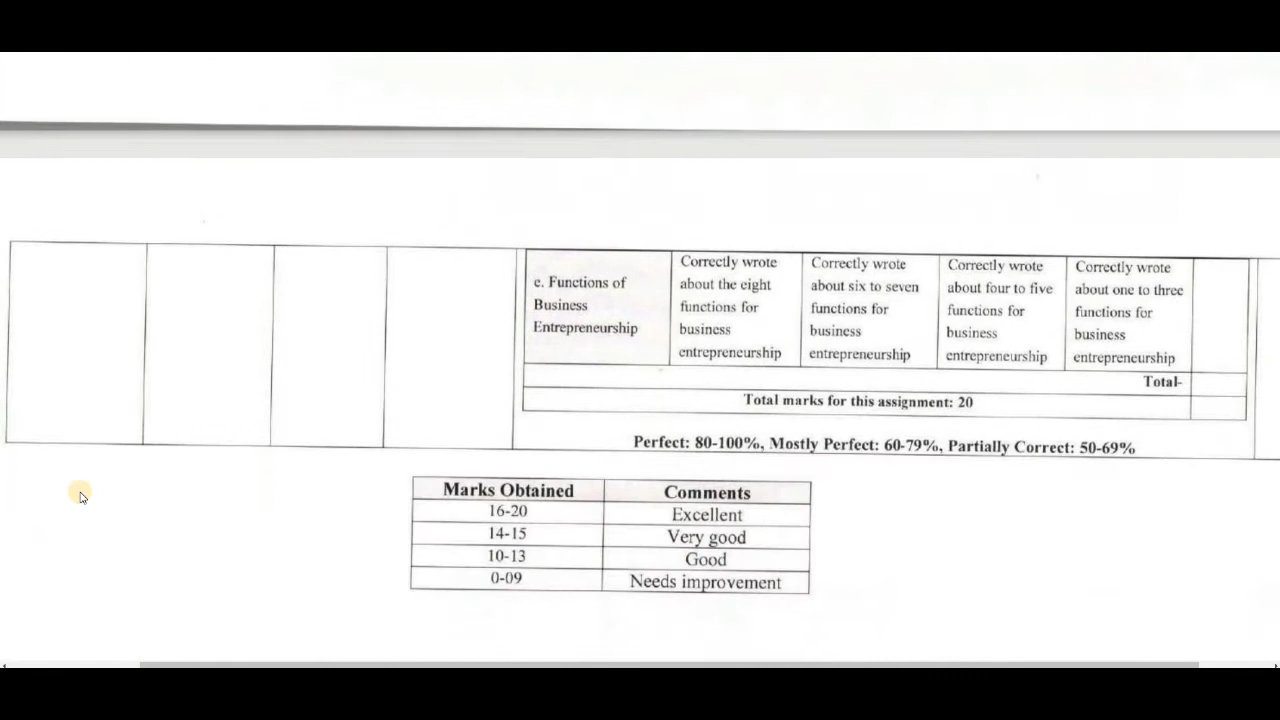 e. Functions of
Business
Entrepreneurship
Correctly wrote
about the eight
functions for
business
entrepreneurship
Correctly wrote
about six to seven
functions for
business
entrepreneurship
Correctly wrote
about four to five
functions for
business
entrepreneurship
Correctly wrote
about one to three
functions for
business
entrepreneurship
Total-
Total marks for this assignment: 20
Perfect: 80-100%, Mostly Perfect: 60-79%, Partially Correct: 50-69%
Marks Obtained Comments
16-20 Excellent
14-15 Very good
10-13 Good
0-09 Needs improvement